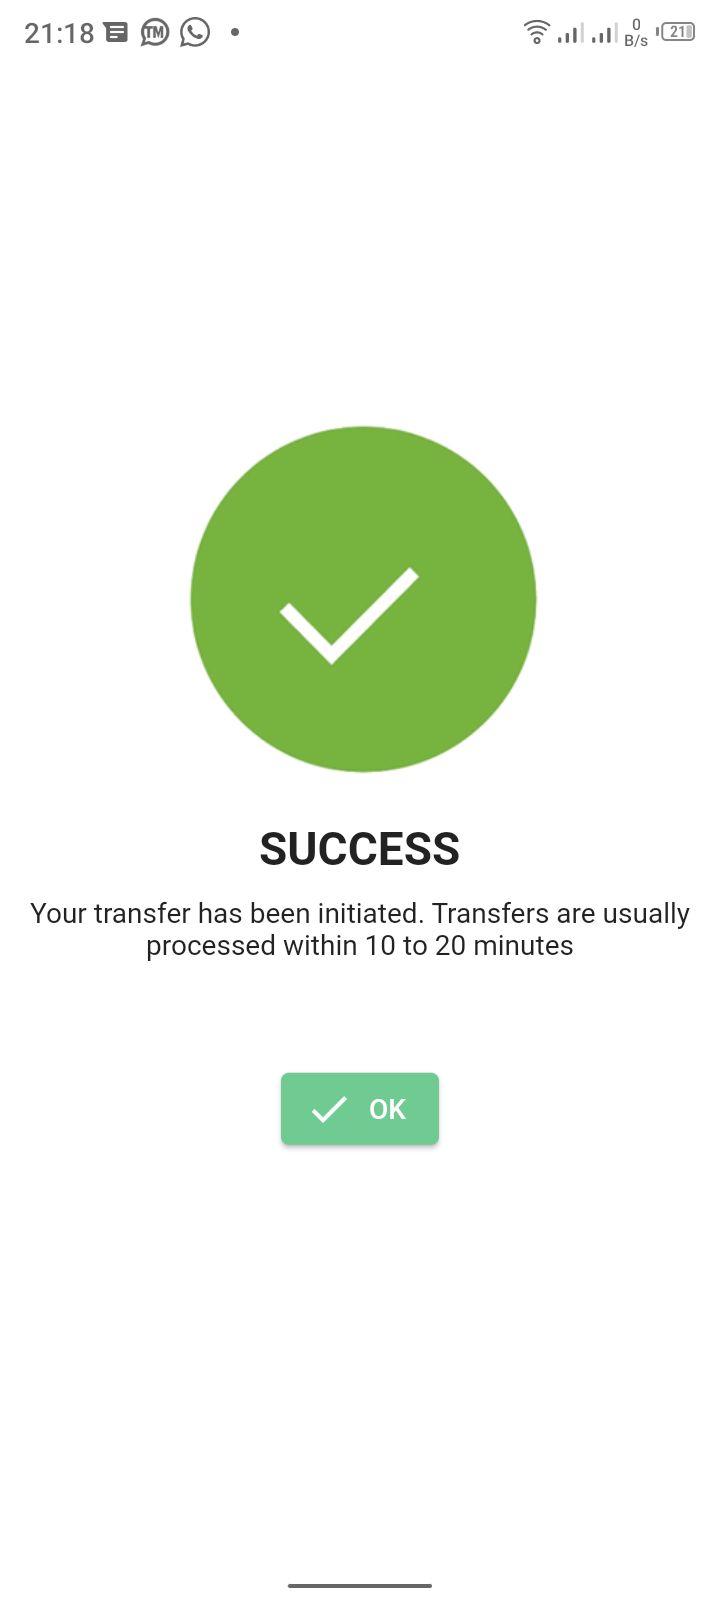 21:18 TM 0 B/s 21
SUCCESS
Your transfer has been initiated. Transfers are usually
processed within 10 to 20 minutes
OK